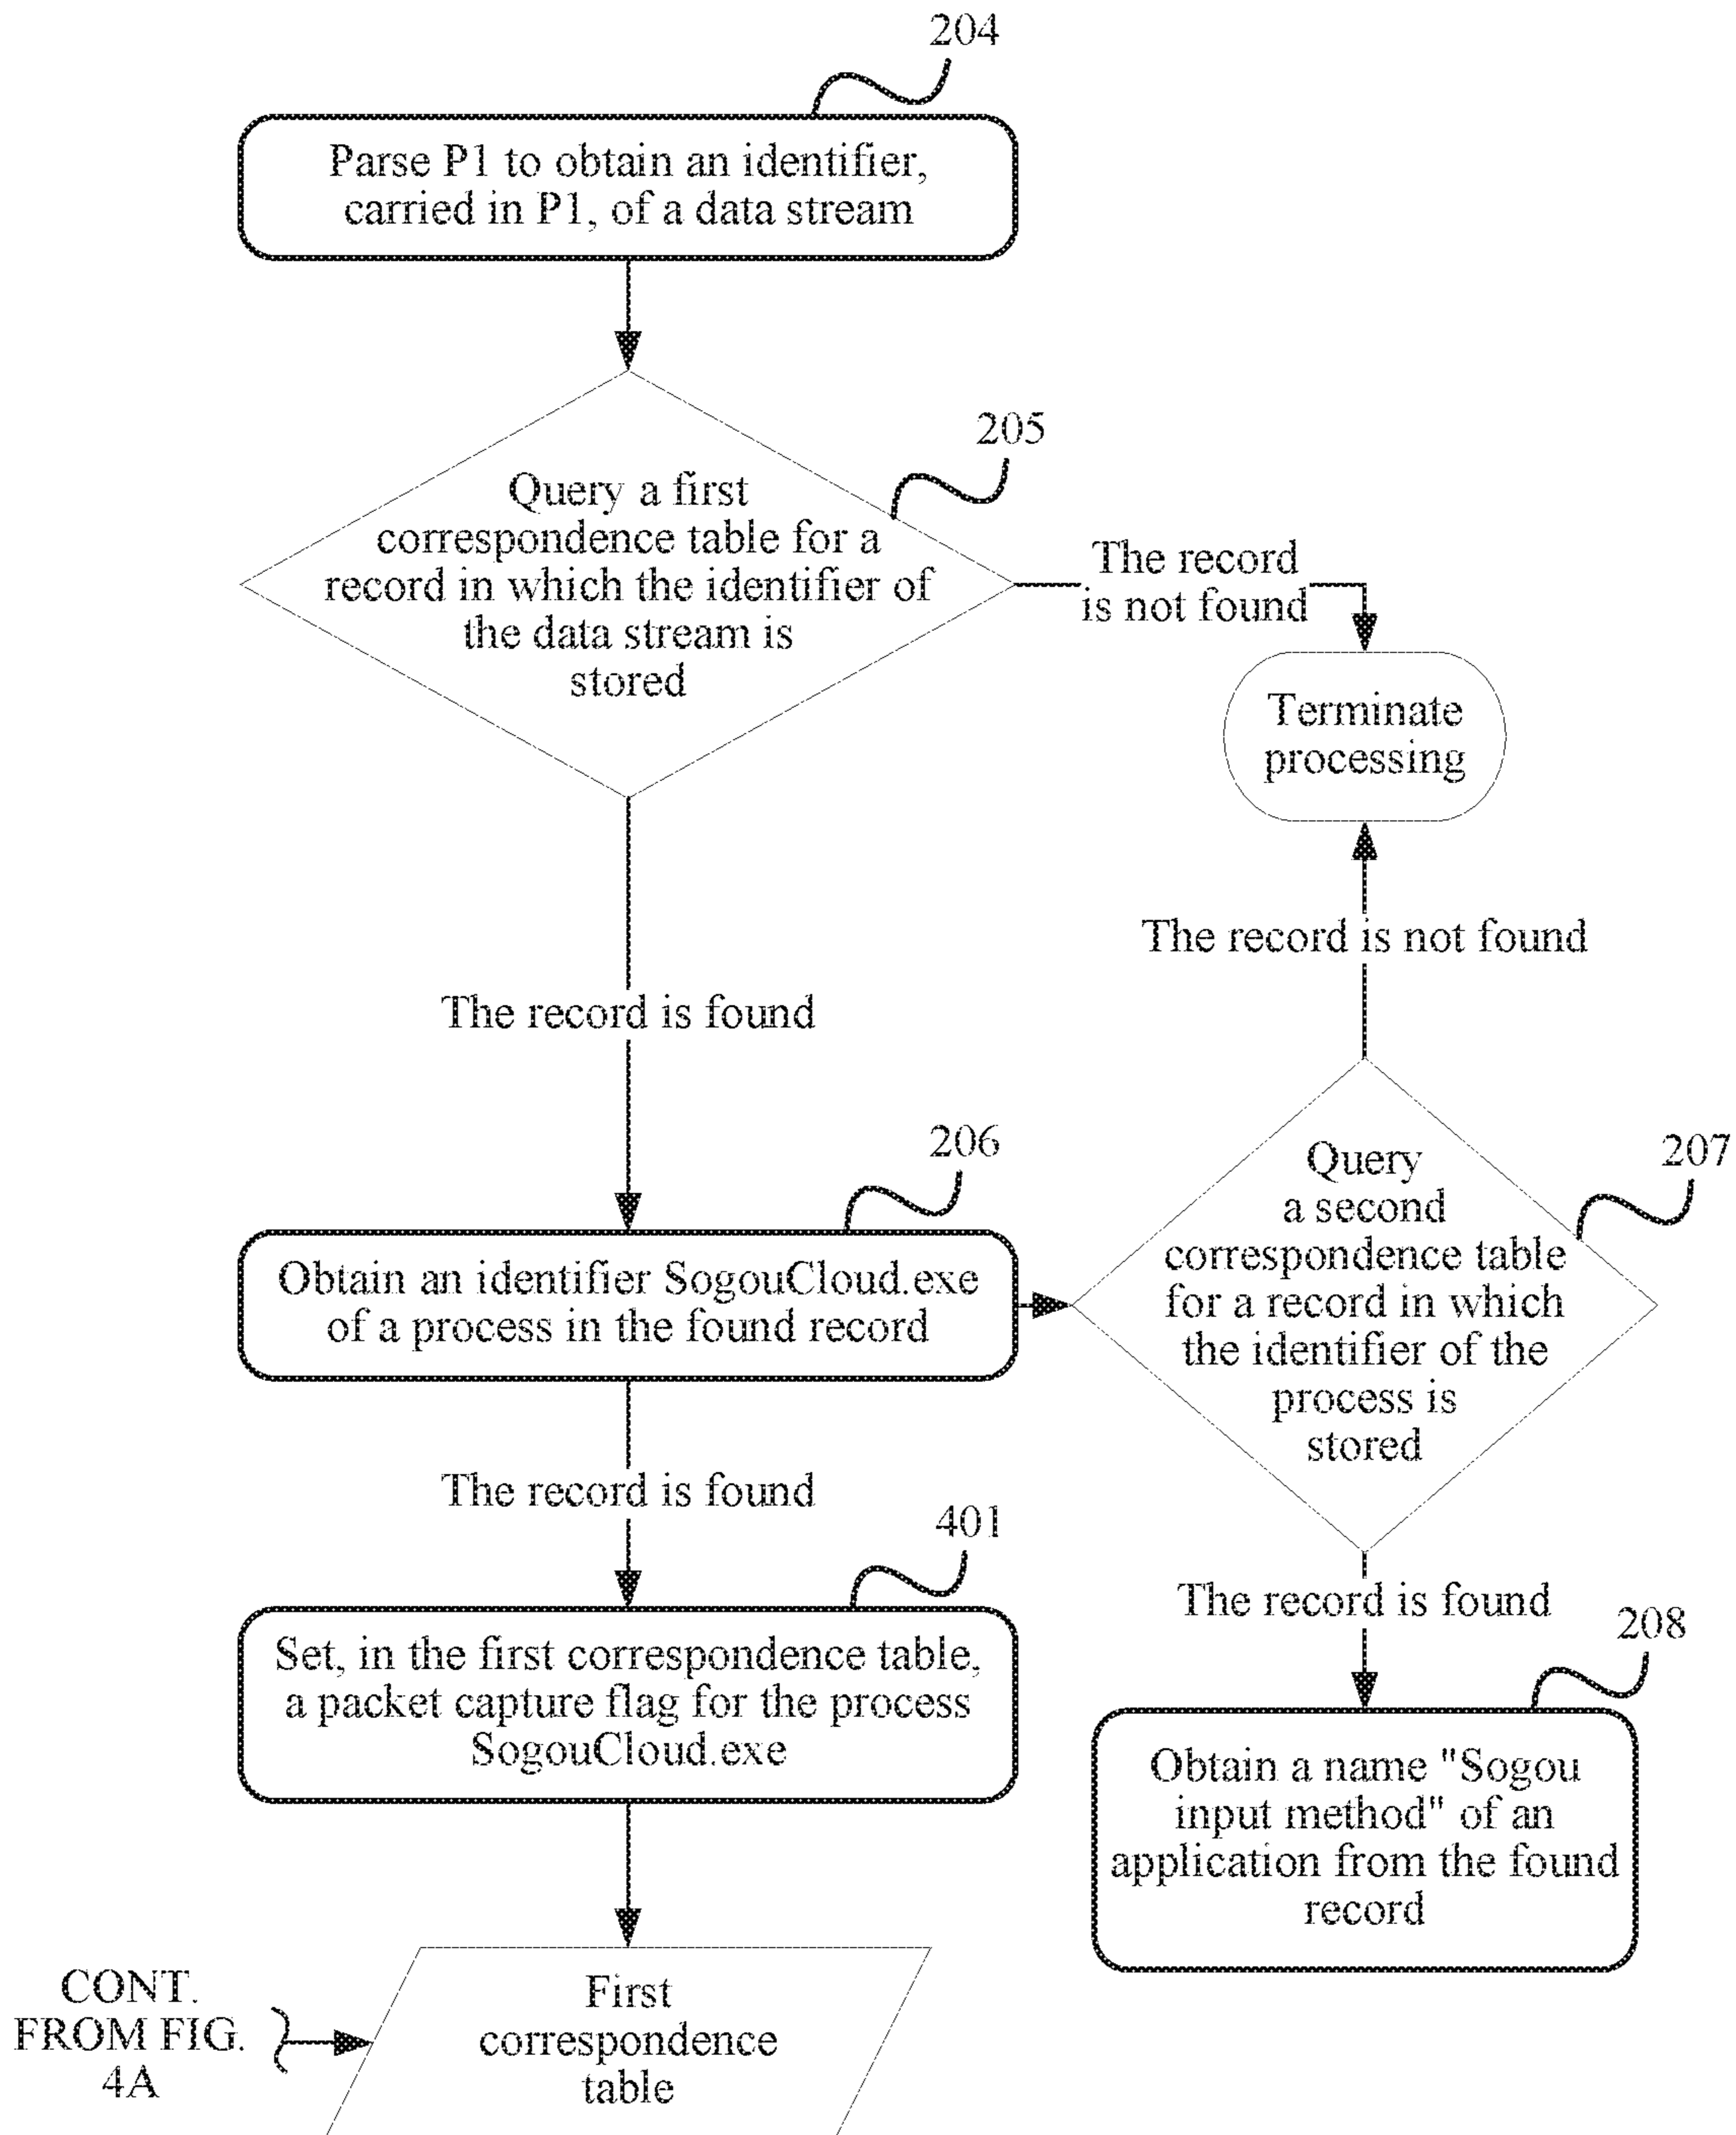 204
Parse P1 to obtain an identifier,
carried in P1, of a data stream
205
Query a first
correspondence table for a
record in which the identifier of
the data stream is
stored
The record
is not found
Terminate
processing
The record is not found
The record is found
206
Obtain an identifier SogouCloud.exe
of a process in the found record
207
Query
a second
correspondence table
for a record in which
the identifier of the
process is
stored
The record is found
401
Set, in the first correspondence table,
a packet capture flag for the process
SogouCloud.exe
The record is found
208
Obtain a name "Sogou
input method" of an
application from the found
record
CONT.
FROM FIG.
4A
First
correspondence
table